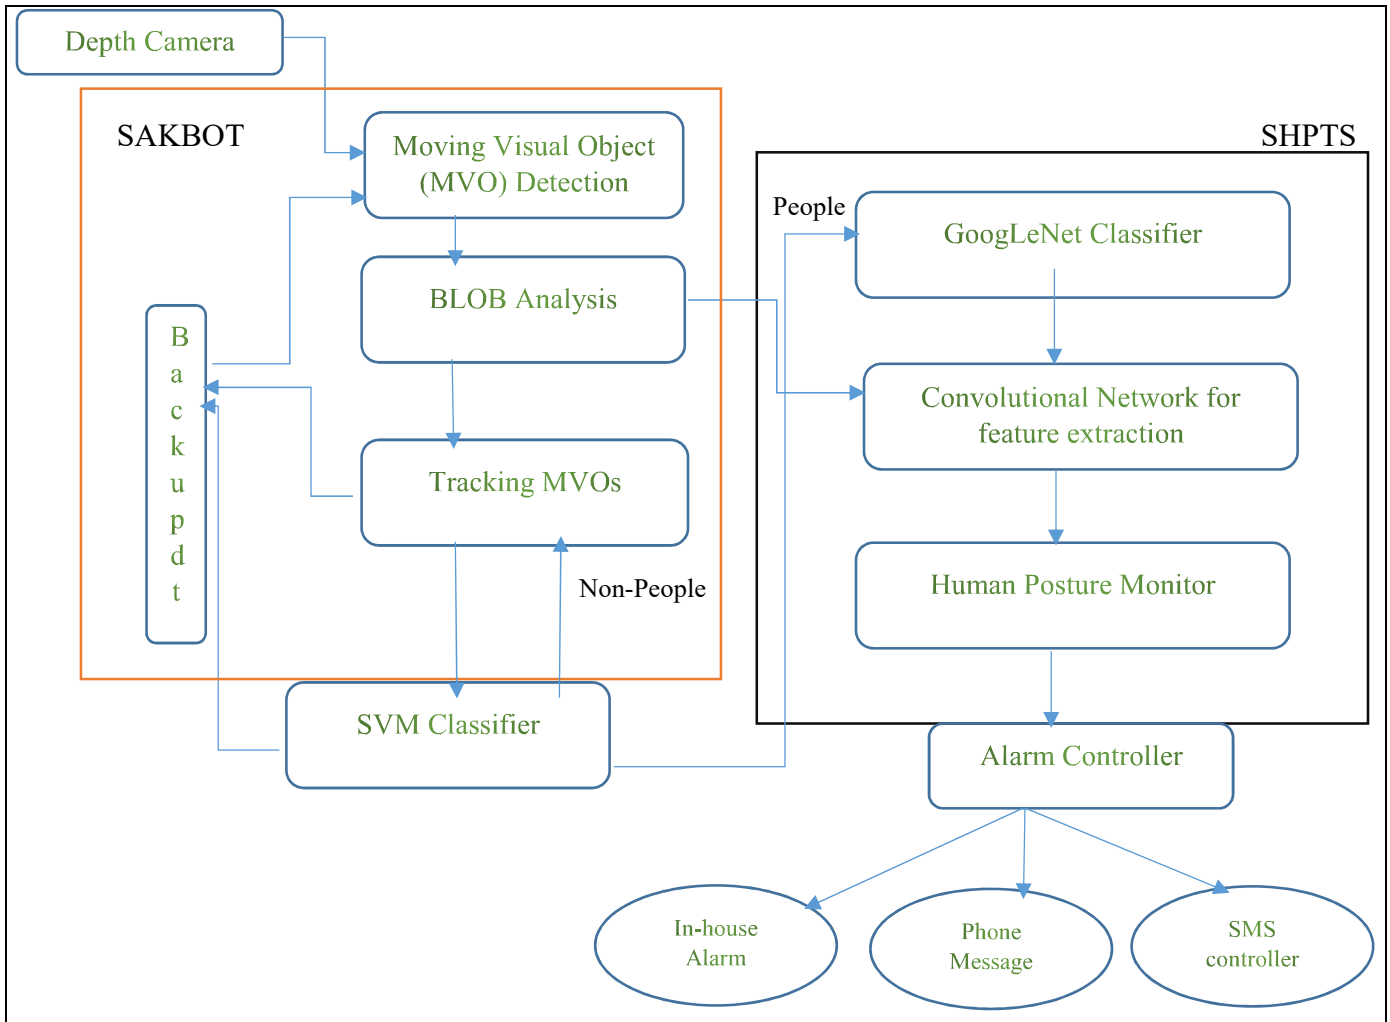 Depth Camera
SAKBOT
Moving Visual Object
(MVO) Detection
BLOB Analysis
B
a
c
k
u
p
d
t
Tracking MVOs
Non-People
SVM Classifier
SHPTS
People
GoogLeNet Classifier
Convolutional Network for
feature extraction
Human Posture Monitor
Alarm Controller
In-house
Alarm
Phone
Message
SMS
controller